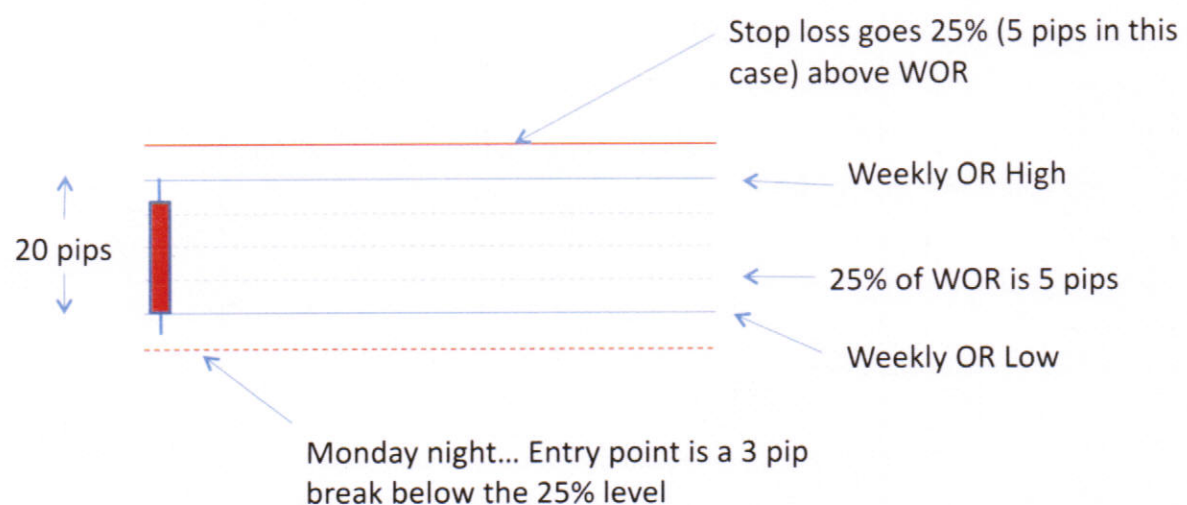 Stop loss goes 25% (5 pips in this
case) above WOR
Weekly OR High
20 pips
25% of WOR is 5 pips
Weekly OR Low
Monday night... Entry point is a 3 pip
break below the 25% level